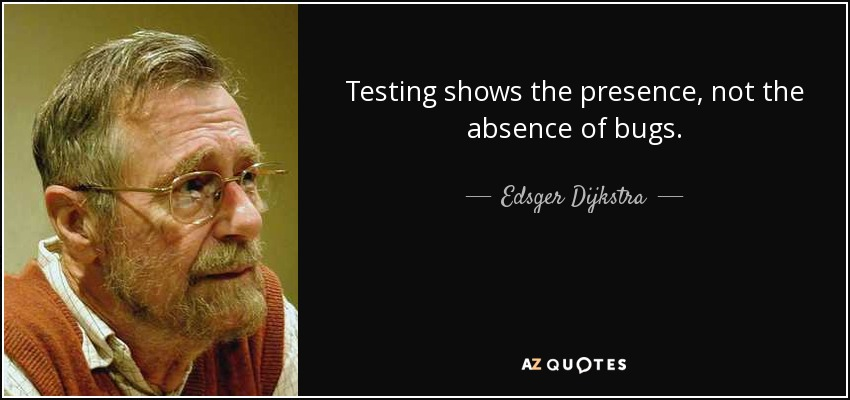 Testing shows the presence, not the
absence of bugs.
Edsger Dijkstra
AZ QUOTES